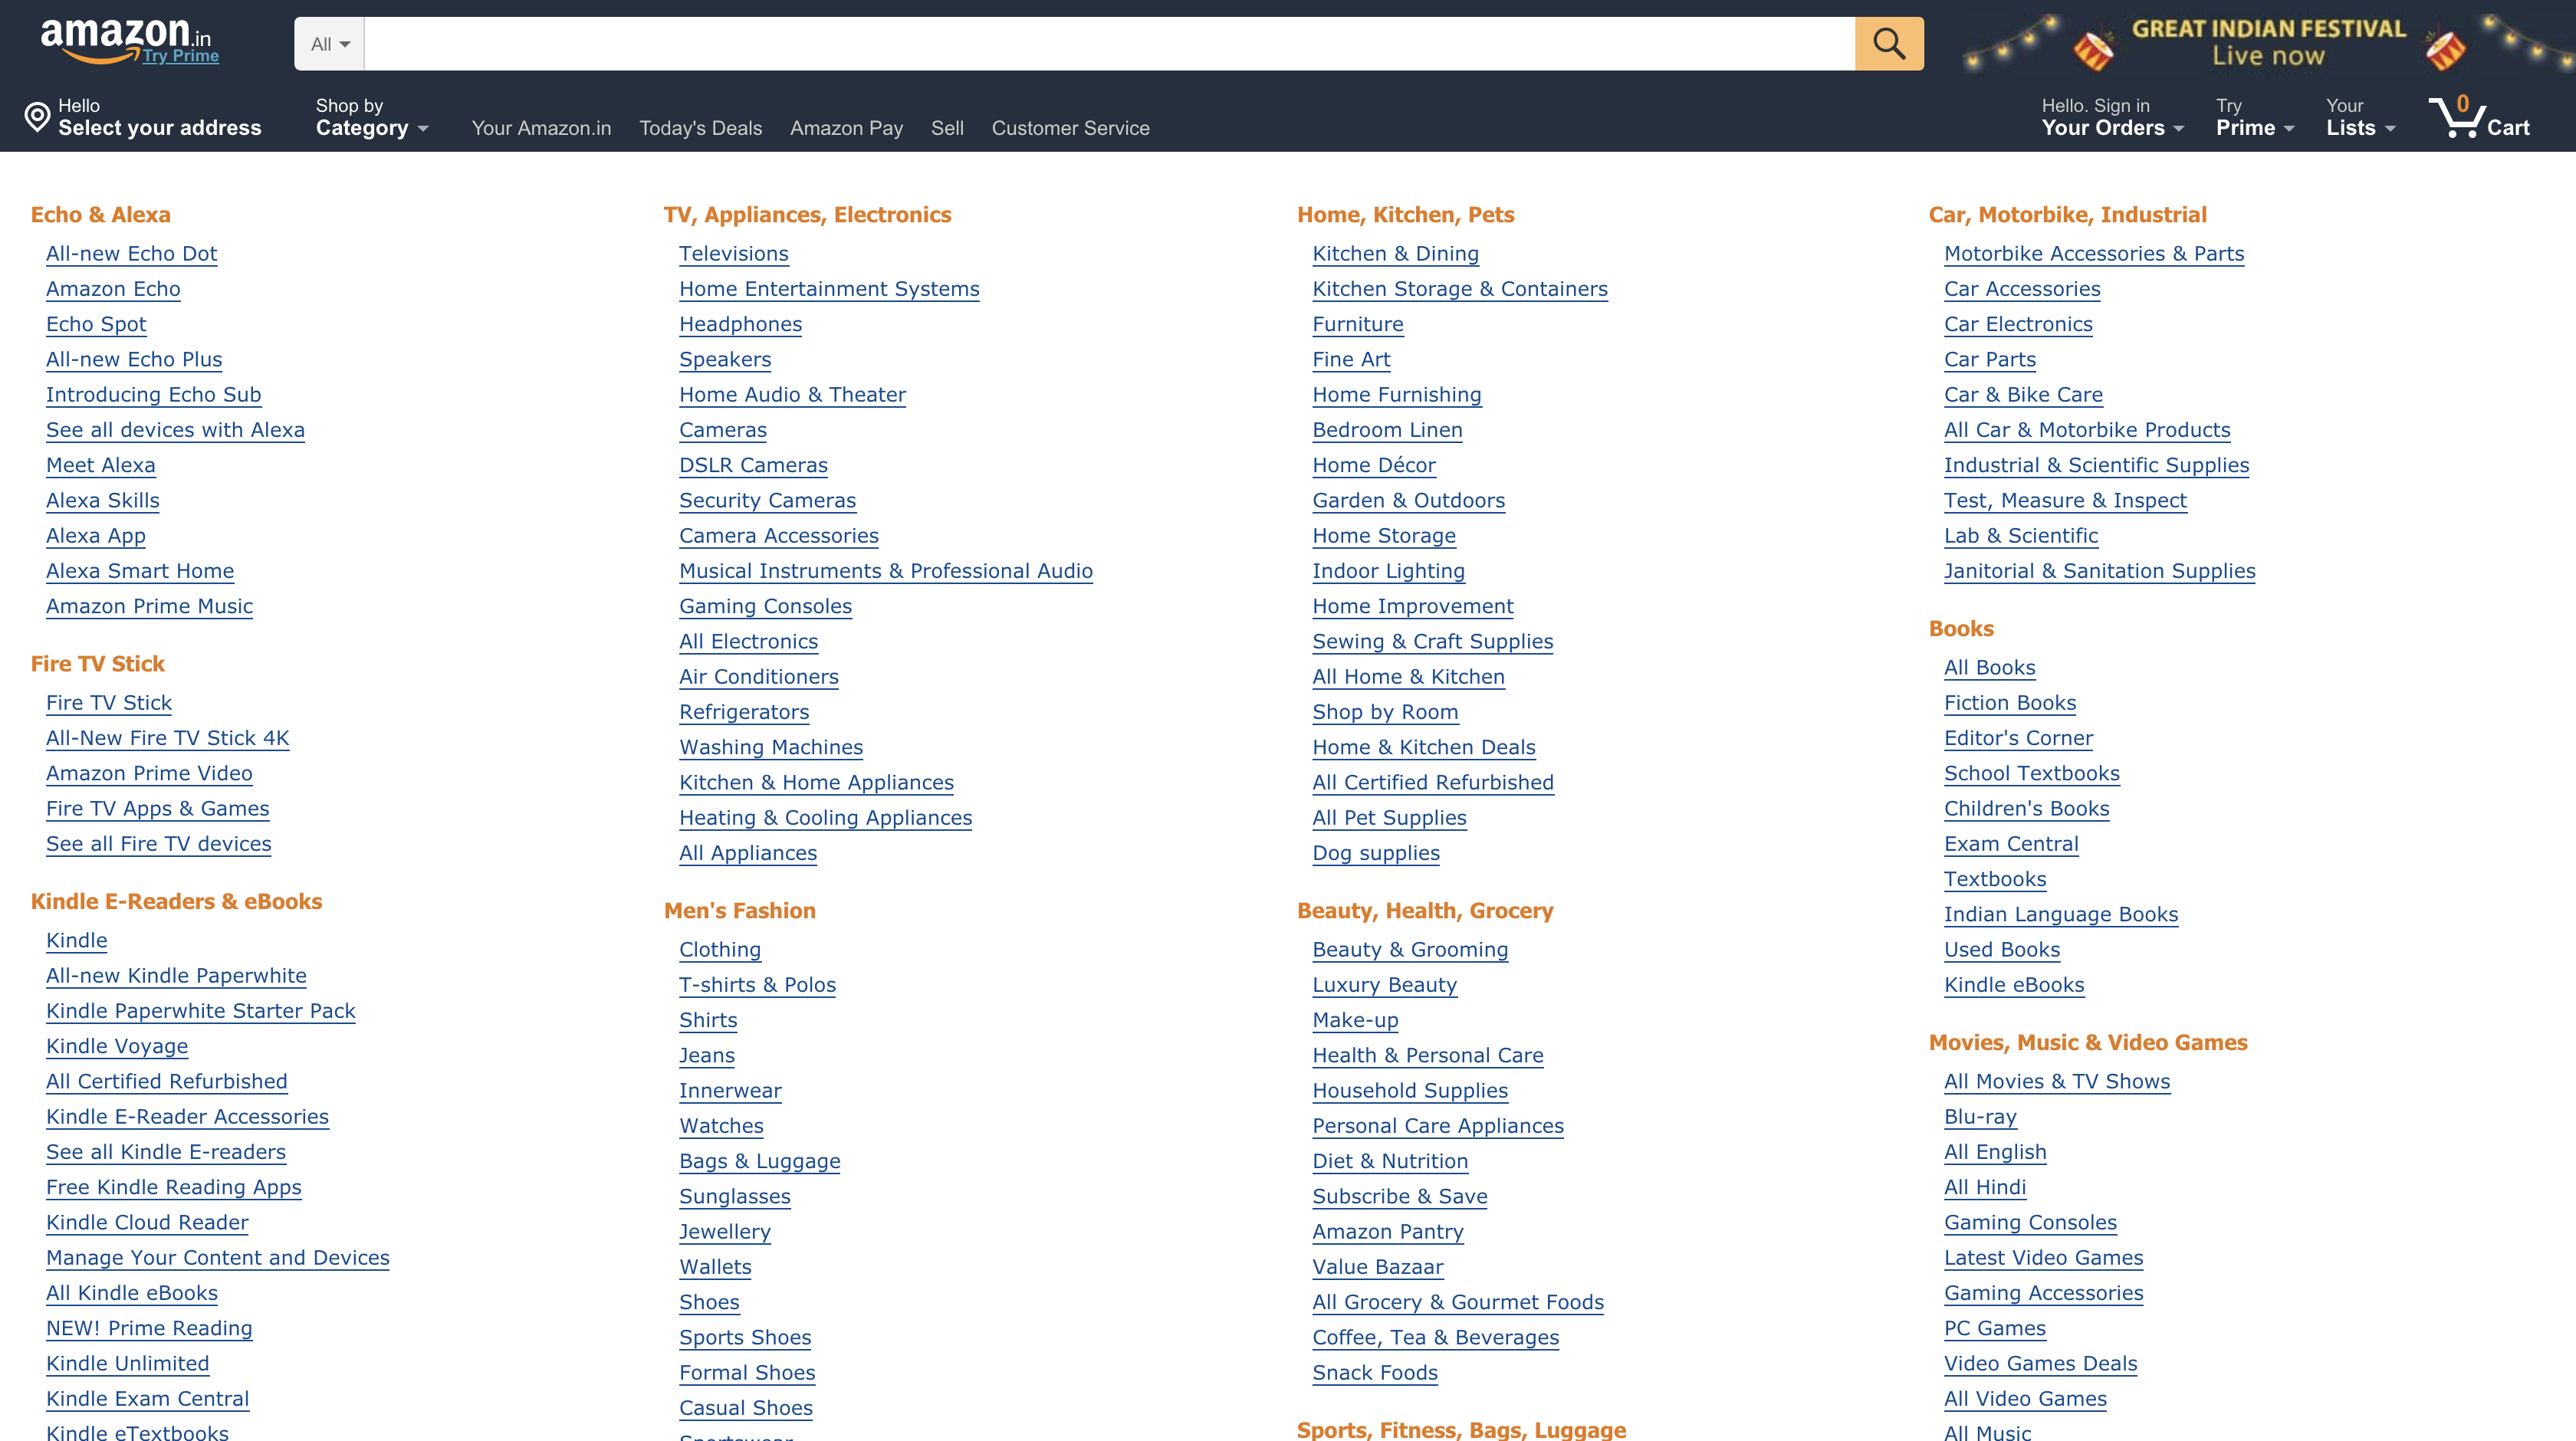 amazon.in
Try Prime
All
GREAT INDIAN FESTIVAL
Live now
Hello
Select your address
Shop by
Category
Your Amazon.in
Today's Deals
Amazon Pay
Sell
Customer Service
Hello. Sign in
Your Orders
Try
Prime
Your
Lists
0
Cart
Echo & Alexa
All-new Echo Dot
Amazon Echo
Echo Spot
All-new Echo Plus
Introducing Echo Sub
See all devices with Alexa
Meet Alexa
Alexa Skills
Alexa App
Alexa Smart Home
Amazon Prime Music
Fire TV Stick
Fire TV Stick
All-New Fire TV Stick 4K
Amazon Prime Video
Fire TV Apps & Games
See all Fire TV devices
Kindle E-Readers & eBooks
Kindle
All-new Kindle Paperwhite
Kindle Paperwhite Starter Pack
Kindle Voyage
All Certified Refurbished
Kindle E-Reader Accessories
See all Kindle E-readers
Free Kindle Reading Apps
Kindle Cloud Reader
Manage Your Content and Devices
All Kindle eBooks
NEW! Prime Reading
Kindle Unlimited
Kindle Exam Central
Kindle eTextbooks
TV, Appliances, Electronics
Televisions
Home Entertainment Systems
Headphones
Speakers
Home Audio & Theater
Cameras
DSLR Cameras
Security Cameras
Camera Accessories
Musical Instruments & Professional Audio
Gaming Consoles
All Electronics
Air Conditioners
Refrigerators
Washing Machines
Kitchen & Home Appliances
Heating & Cooling Appliances
All Appliances
Men's Fashion
Clothing
T-shirts & Polos
Shirts
Jeans
Innerwear
Watches
Bags & Luggage
Sunglasses
Jewellery
Wallets
Shoes
Sports Shoes
Formal Shoes
Casual Shoes
Sportswear
Home, Kitchen, Pets
Kitchen & Dining
Kitchen Storage & Containers
Furniture
Fine Art
Home Furnishing
Bedroom Linen
Home Décor
Garden & Outdoors
Home Storage
Indoor Lighting
Home Improvement
Sewing & Craft Supplies
All Home & Kitchen
Shop by Room
Home & Kitchen Deals
All Certified Refurbished
All Pet Supplies
Dog supplies
Beauty, Health, Grocery
Beauty & Grooming
Luxury Beauty
Make-up
Health & Personal Care
Household Supplies
Personal Care Appliances
Diet & Nutrition
Subscribe & Save
Amazon Pantry
Value Bazaar
All Grocery & Gourmet Foods
Coffee, Tea & Beverages
Snack Foods
Sports, Fitness, Bags, Luggage
Car, Motorbike, Industrial
Motorbike Accessories & Parts
Car Accessories
Car Electronics
Car Parts
Car & Bike Care
All Car & Motorbike Products
Industrial & Scientific Supplies
Test, Measure & Inspect
Lab & Scientific
Janitorial & Sanitation Supplies
Books
All Books
Fiction Books
Editor's Corner
School Textbooks
Children's Books
Exam Central
Textbooks
Indian Language Books
Used Books
Kindle eBooks
Movies, Music & Video Games
All Movies & TV Shows
Blu-ray
All English
All Hindi
Gaming Consoles
Latest Video Games
Gaming Accessories
PC Games
Video Games Deals
All Video Games
All Music